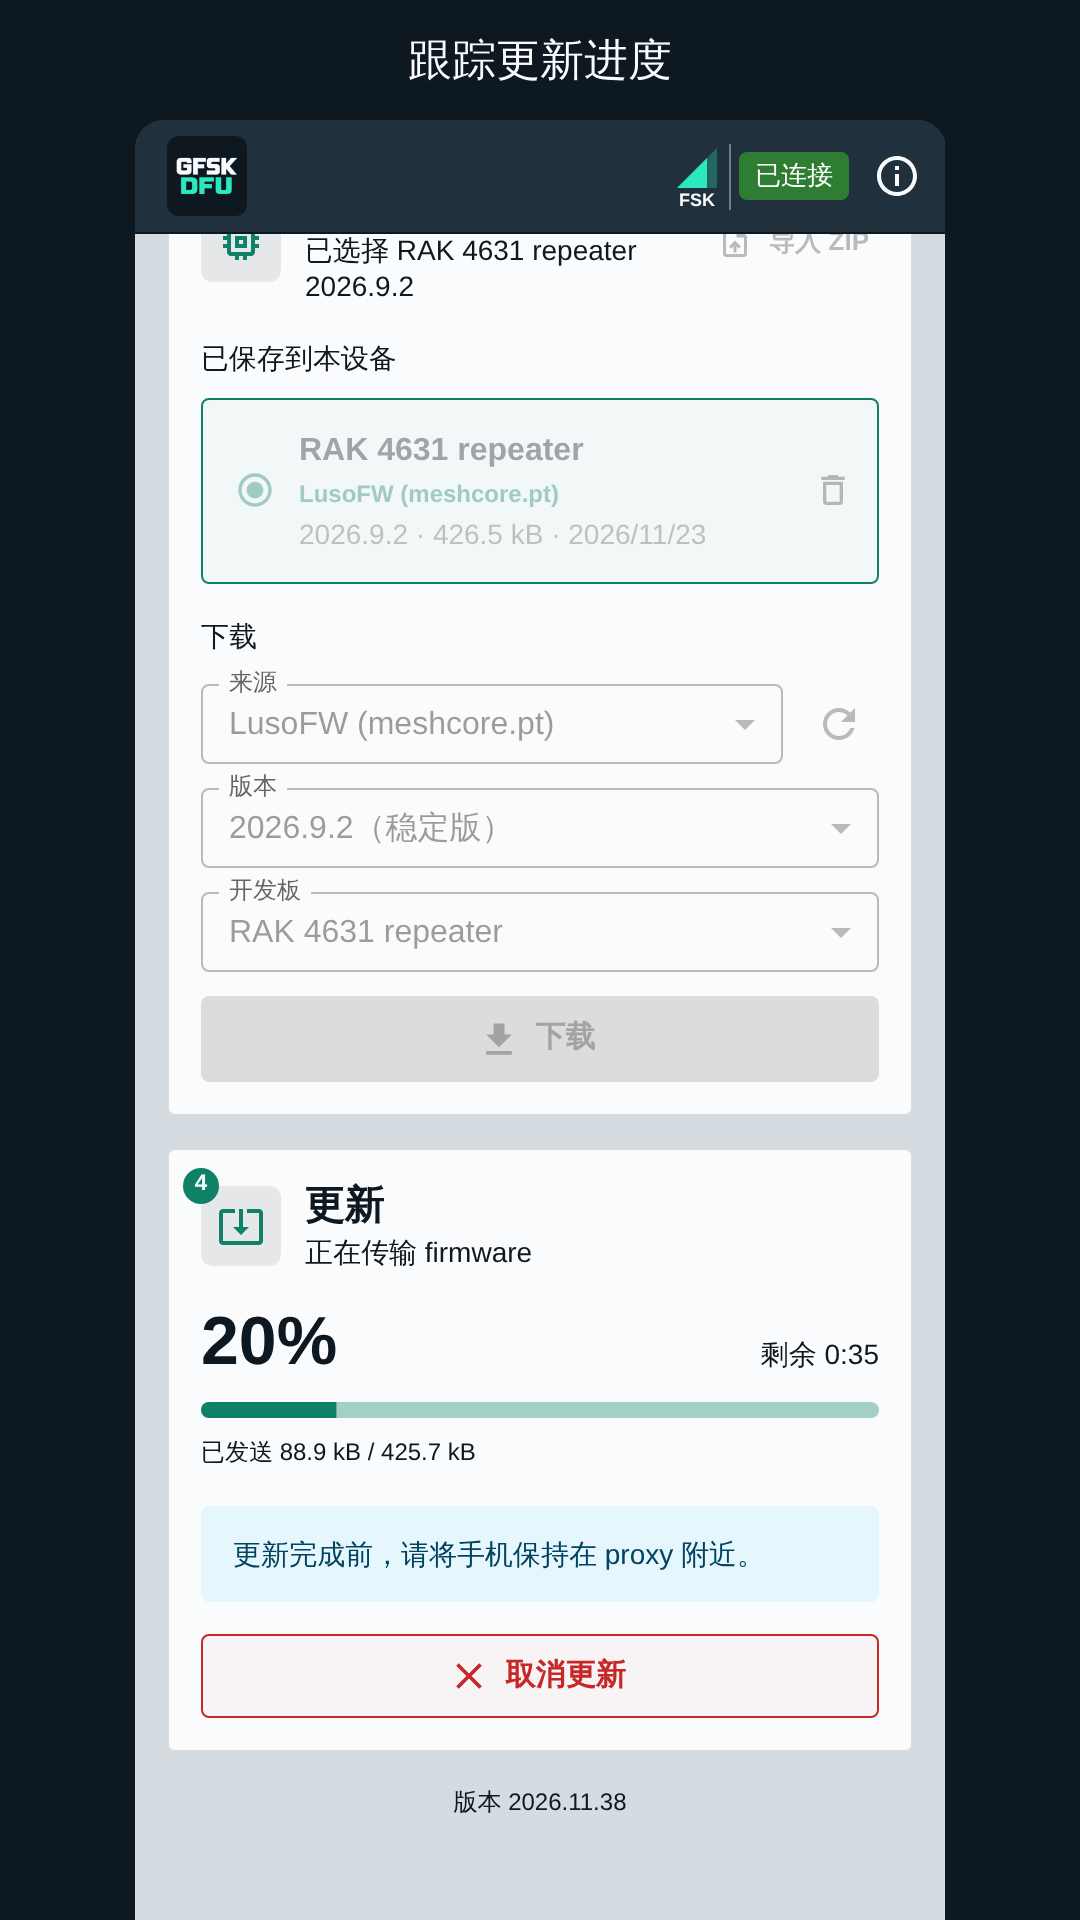 跟踪更新进度
GFSK
DFU
FSK
已连接
已选择 RAK 4631 repeater
2026.9.2
导入 ZIP
已保存到本设备
RAK 4631 repeater
LusoFW (meshcore.pt)
2026.9.2 · 426.5 kB · 2026/11/23
下载
来源
LusoFW (meshcore.pt)
版本
2026.9.2（稳定版）
开发板
RAK 4631 repeater
下载
4
更新
正在传输 firmware
20%
剩余 0:35
已发送 88.9 kB / 425.7 kB
更新完成前，请将手机保持在 proxy 附近。
取消更新
版本 2026.11.38